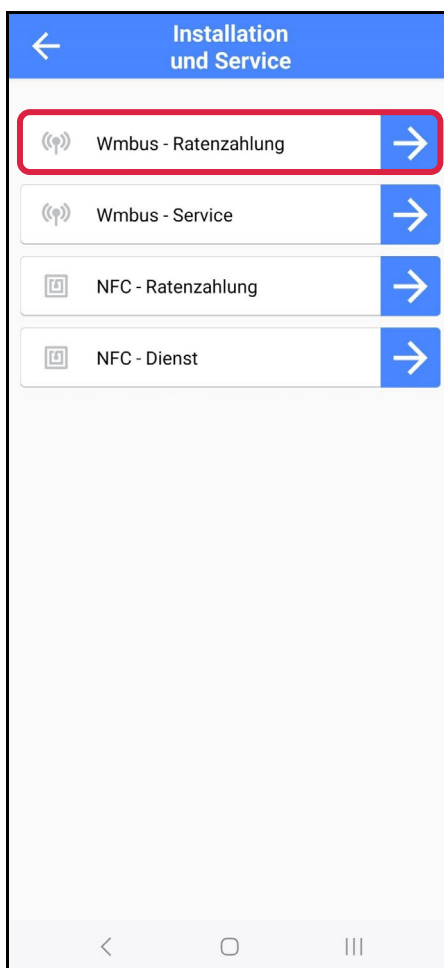 Installation
und Service
Wmbus - Ratenzahlung
Wmbus - Service
NFC - Ratenzahlung
NFC - Dienst